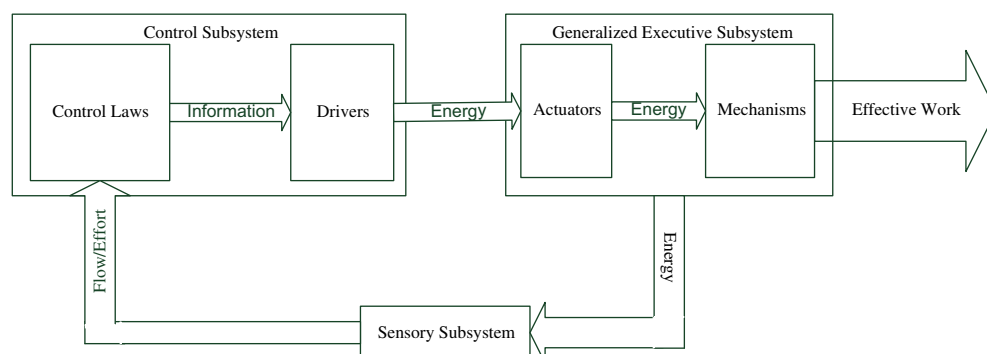 Control Subsystem
Generalized Executive Subsystem
Control Laws
Information
Drivers
Energy
Actuators
Energy
Mechanisms
Effective Work
Flow/Effort
Energy
Sensory Subsystem